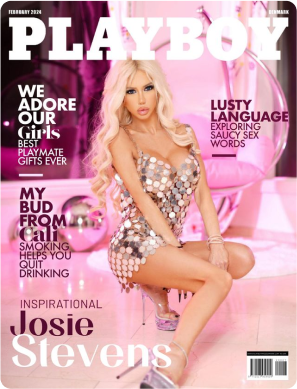 FEBRUARY 2024
DENMARK
PLAYBOY
WE
ADORE
OUR
Girls
BEST
PLAYMATE
GIFTS EVER
LUSTY
LANGUAGE
EXPLORING
SAUCY SEX
WORDS
MY
BUD
FROM
Cali
SMOKING
HELPS YOU
QUIT
DRINKING
INSPIRATIONAL
Josie
Stevens